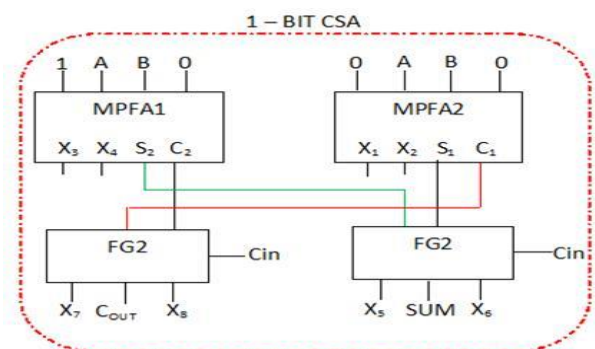 1 – BIT CSA
1 A B 0
0 A B 0
MPFA1
MPFA2
X₃ X₄ S₂ C₂
X₁ X₂ S₁ C₁
FG2
Cin
FG2
Cin
X₇ COUT X₈
X₅ SUM X₆